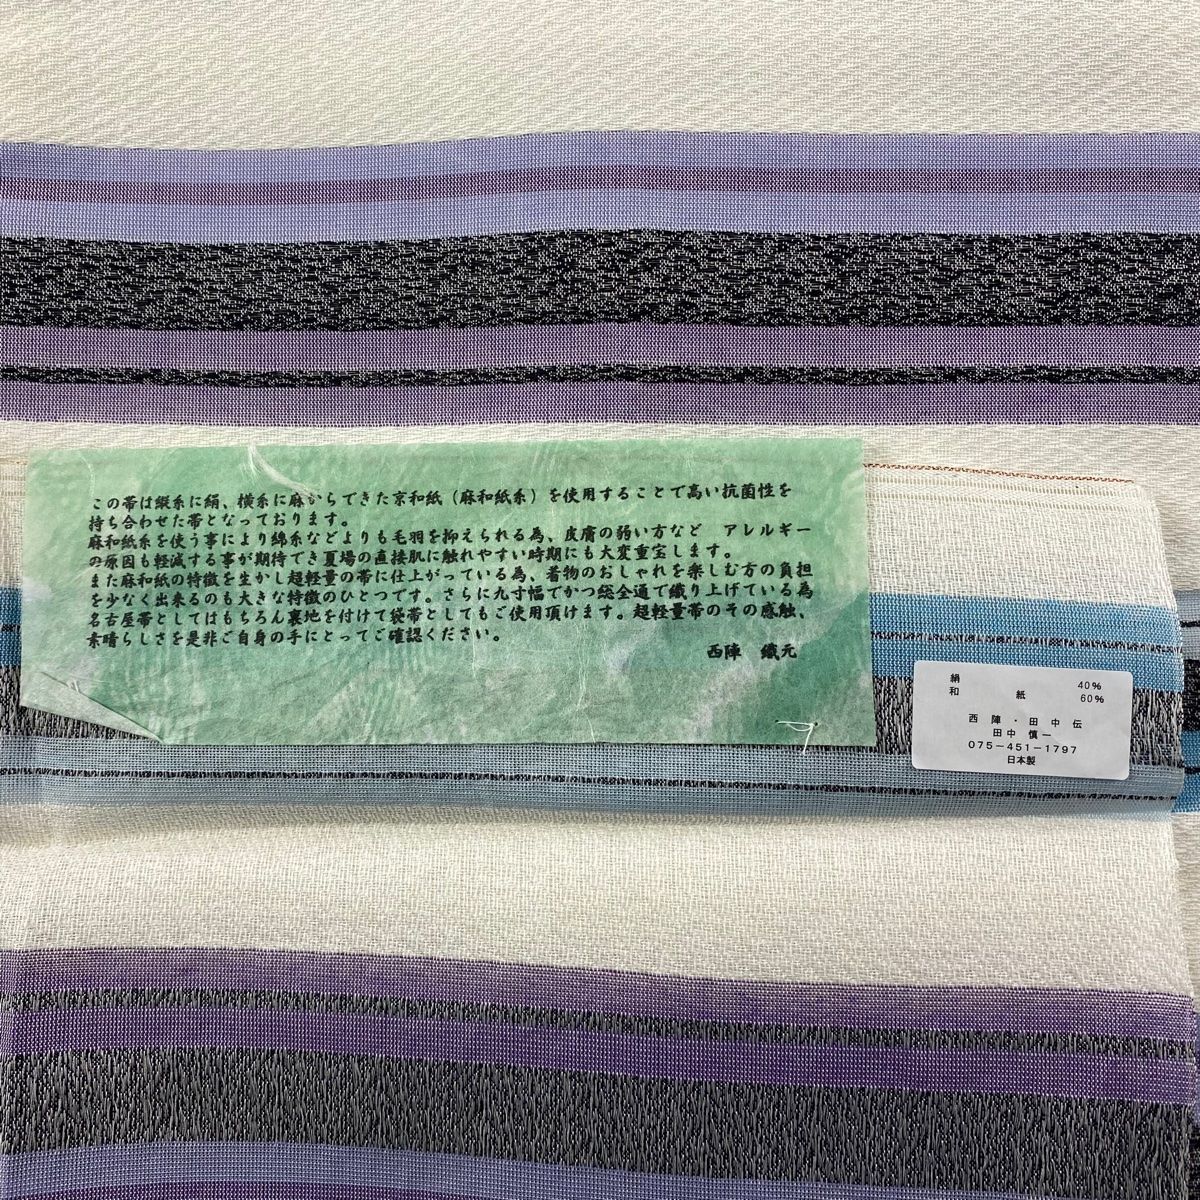 この帯は縦糸に絹、横糸に麻からできた京和紙（麻和紙糸）を使用することで高い抗菌性を
持ち合わせた帯となっております。
麻和紙糸を使う事により綿糸などよりも毛羽を抑えられる為、皮膚の弱い方など　アレルギー
の原因も軽減する事が期待でき夏場の直接肌に触れやすい時期にも大変重宝します。
また麻和紙の特徴を生かし超軽量の帯に仕上がっている為、着物のおしゃれを楽しむ方の負担
を少なく出来るのも大きな特徴のひとつです。さらに九寸幅でかつ総全通で織り上げている為
名古屋帯としてはもちろん裏地を付けて袋帯としてもご使用頂けます。超軽量帯のその感触、
素晴らしさを是非ご自身の手にとってご確認ください。
西陣　織元
絹　40%
和紙　60%
西陣・田中伝
田中　慎一
075-451-1797
日本製